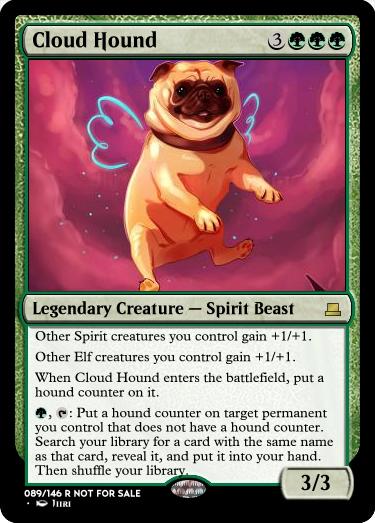 Cloud Hound 3
Legendary Creature — Spirit Beast
Other Spirit creatures you control gain +1/+1.
Other Elf creatures you control gain +1/+1.
When Cloud Hound enters the battlefield, put a
hound counter on it.
, : Put a hound counter on target permanent
you control that does not have a hound counter.
Search your library for a card with the same name
as that card, reveal it, and put it into your hand.
Then shuffle your library.
3/3
089/146 R NOT FOR SALE